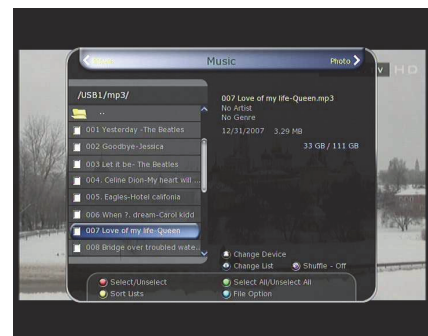 Music
Photo
/USB1/mp3/
..
001 Yesterday -The Beatles
002 Goodbye-Jessica
003 Let it be- The Beatles
004. Celine Dion-My heart will ...
005. Eagles-Hotel califonia
006 When ?. dream-Carol kidd
007 Love of my life-Queen
008 Bridge over troubled wate..
007 Love of my life-Queen.mp3
No Artist
No Genre
12/31/2007 3.29 MB
33 GB / 111 GB
Change Device
Change List Shuffle - Off
Select/Unselect Select All/Unselect All
Sort Lists File Option
V HD